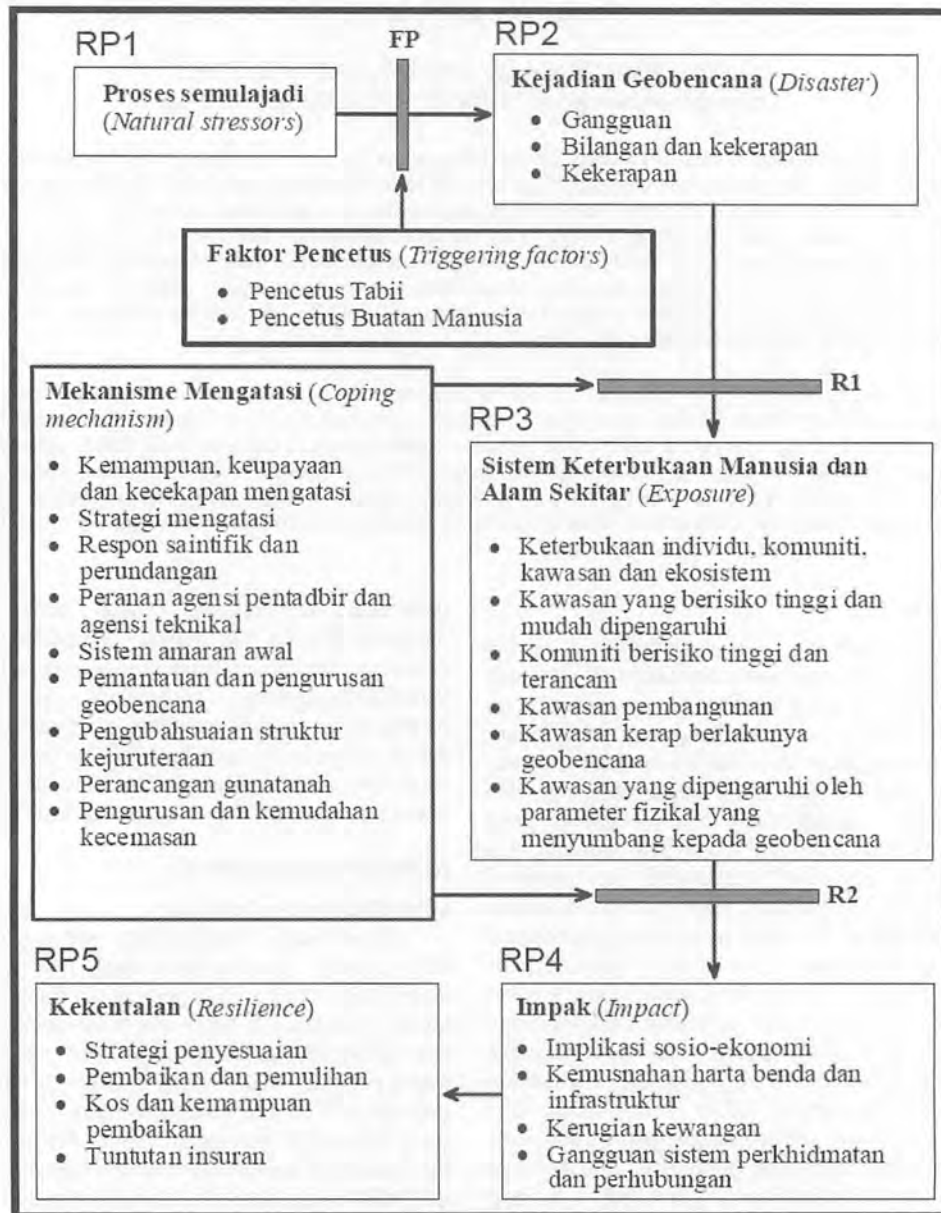 RP1
FP
RP2
Proses semulajadi
(Natural stressors)
Kejadian Geobencana (Disaster)
• Gangguan
• Bilangan dan kekerapan
• Kekerapan
Faktor Pencetus (Triggering factors)
• Pencetus Tabii
• Pencetus Buatan Manusia
Mekanisme Mengatasi (Coping
mechanism)
• Kemampuan, keupayaan
dan kecekapan mengatasi
• Strategi mengatasi
• Respon saintifik dan
perundangan
• Peranan agensi pentadbir dan
agensi teknikal
• Sistem amaran awal
• Pemantauan dan pengurusan
geobencana
• Pengubahsuaian struktur
kejuruteraan
• Perancangan gunatanah
• Pengurusan dan kemudahan
kecemasan
R1
RP3
Sistem Keterbukaan Manusia dan
Alam Sekitar (Exposure)
• Keterbukaan individu, komuniti,
kawasan dan ekosistem
• Kawasan yang berisiko tinggi dan
mudah dipengaruhi
• Komuniti berisiko tinggi dan
terancam
• Kawasan pembangunan
• Kawasan kerap berlakunya
geobencana
• Kawasan yang dipengaruhi oleh
parameter fizikal yang
menyumbang kepada geobencana
R2
RP5
Kekentalan (Resilience)
• Strategi penyesuaian
• Pembaikan dan pemulihan
• Kos dan kemampuan
pembaikan
• Tuntutan insuran
RP4
Impak (Impact)
• Implikasi sosio-ekonomi
• Kemusnahan harta benda dan
infrastruktur
• Kerugian kewangan
• Gangguan sistem perkhidmatan
dan perhubungan